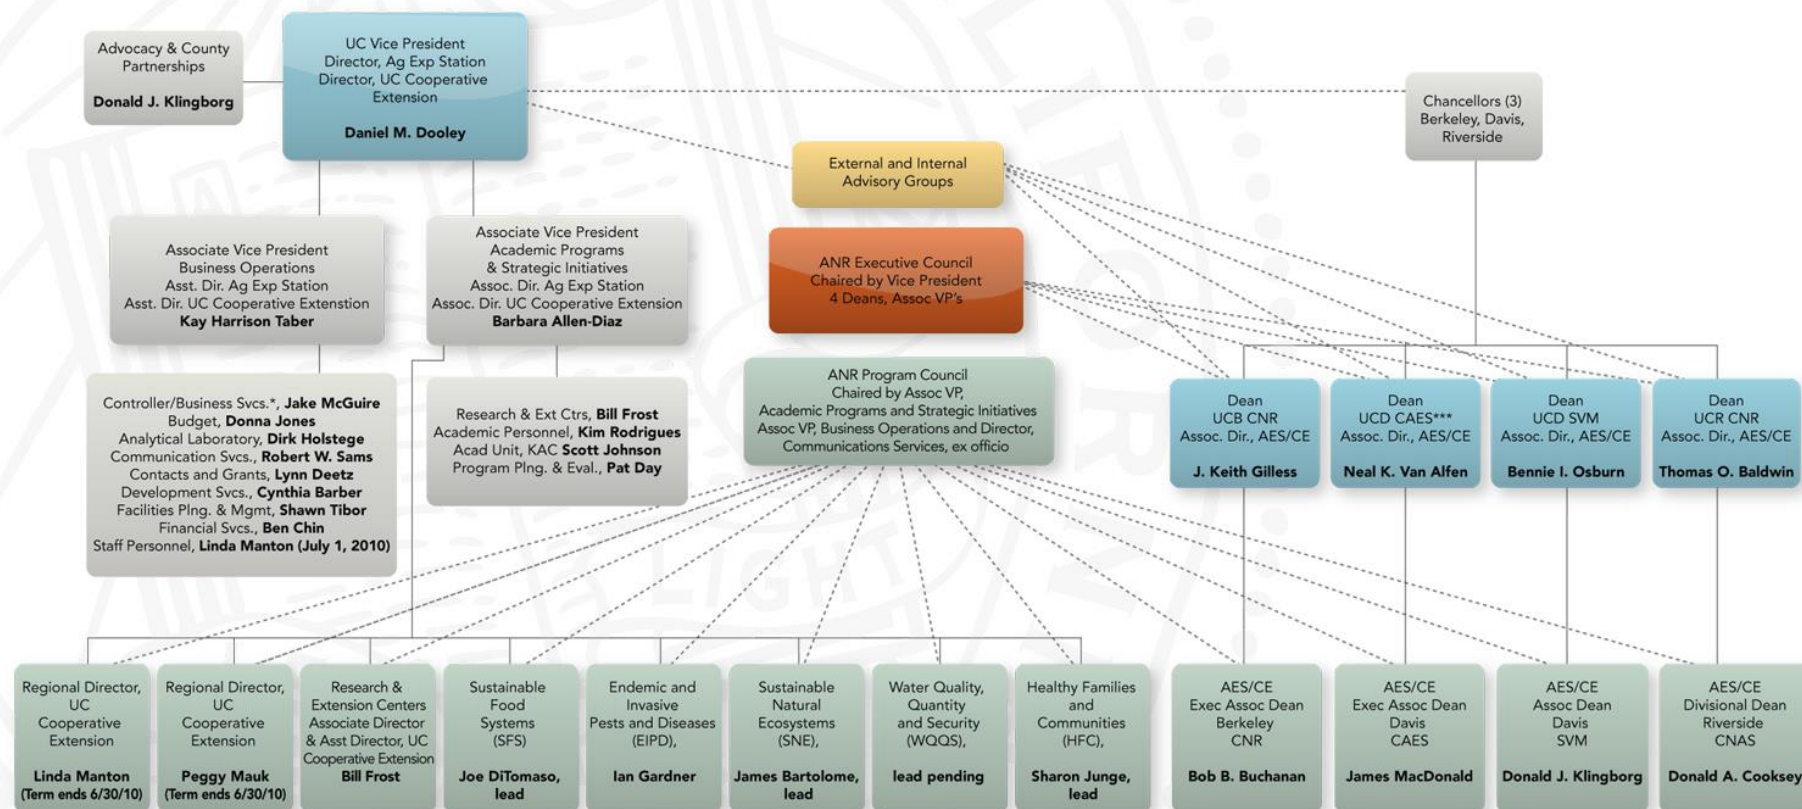 Advocacy & County
Partnerships
Donald J. Klingborg
UC Vice President
Director, Ag Exp Station
Director, UC Cooperative
Extension
Daniel M. Dooley
Chancellors (3)
Berkeley, Davis,
Riverside
External and Internal
Advisory Groups
Associate Vice President
Business Operations
Asst. Dir. Ag Exp Station
Asst. Dir. UC Cooperative Extenstion
Kay Harrison Taber
Associate Vice President
Academic Programs
& Strategic Initiatives
Assoc. Dir. Ag Exp Station
Assoc. Dir. UC Cooperative Extension
Barbara Allen-Diaz
ANR Executive Council
Chaired by Vice President
4 Deans, Assoc VP's
Controller/Business Svcs.*, Jake McGuire
Budget, Donna Jones
Analytical Laboratory, Dirk Holstege
Communication Svcs., Robert W. Sams
Contacts and Grants, Lynn Deetz
Development Svcs., Cynthia Barber
Facilities Plng. & Mgmt, Shawn Tibor
Financial Svcs., Ben Chin
Staff Personnel, Linda Manton (July 1, 2010)
Research & Ext Ctrs, Bill Frost
Academic Personnel, Kim Rodrigues
Acad Unit, KAC Scott Johnson
Program Plng. & Eval., Pat Day
ANR Program Council
Chaired by Assoc VP,
Academic Programs and Strategic Initiatives
Assoc VP, Business Operations and Director,
Communications Services, ex officio
Dean
UCB CNR
Assoc. Dir., AES/CE
J. Keith Gilless
Dean
UCD CAES***
Assoc. Dir., AES/CE
Neal K. Van Alfen
Dean
UCD SVM
Assoc. Dir., AES/CE
Bennie I. Osburn
Dean
UCR CNR
Assoc. Dir., AES/CE
Thomas O. Baldwin
LIGHT
Regional Director,
UC
Cooperative
Extension
Linda Manton
(Term ends 6/30/10)
Regional Director,
UC
Cooperative
Extension
Peggy Mauk
(Term ends 6/30/10)
Research &
Extension Centers
Associate Director
& Asst Director, UC
Cooperative Extension
Bill Frost
Sustainable
Food
Systems
(SFS)
Joe DiTomaso,
lead
Endemic and
Invasive
Pests and Diseases
(EIPD),
Ian Gardner
Sustainable
Natural
Ecosystems
(SNE),
James Bartolome,
lead
Water Quality,
Quantity
and Security
(WQQS),
lead pending
Healthy Families
and
Communities
(HFC),
Sharon Junge,
lead
AES/CE
Exec Assoc Dean
Berkeley
CNR
Bob B. Buchanan
AES/CE
Exec Assoc Dean
Davis
CAES
James MacDonald
AES/CE
Assoc Dean
Davis
SVM
Donald J. Klingborg
AES/CE
Divisional Dean
Riverside
CNAS
Donald A. Cooksey